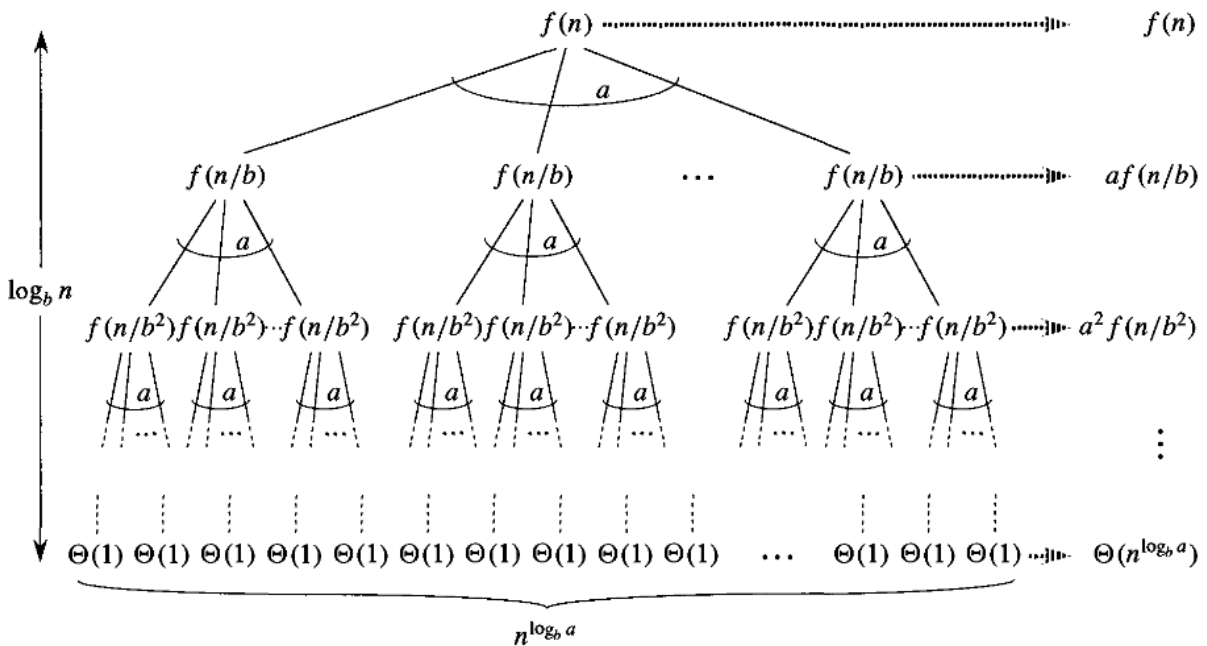 f(n) f(n)
a
f(n/b) f(n/b) ... f(n/b) af(n/b)
a a a
log_b n
f(n/b²) f(n/b²) ... f(n/b²) f(n/b²) f(n/b²) ... f(n/b²) f(n/b²) f(n/b²) ... f(n/b²) a² f(n/b²)
a a a a a a a a a
... ... ... ... ... ... ... ... ... ⋮
Θ(1) Θ(1) Θ(1) Θ(1) Θ(1) Θ(1) Θ(1) Θ(1) Θ(1) Θ(1) ... Θ(1) Θ(1) Θ(1) Θ(n^{log_b a})
n^{log_b a}